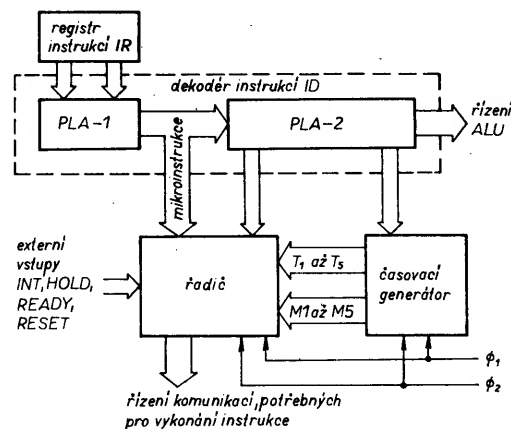 registr
instrukcí IR
dekodér instrukcí ID
PLA-1
PLA-2
řízení
ALU
mikroinstrukce
externí
vstupy
INT, HOLD,
READY,
RESET
řadič
T1 až T5
M1 až M5
časovací
generátor
ϕ1
ϕ2
řízení komunikací, potřebných
pro vykonání instrukce